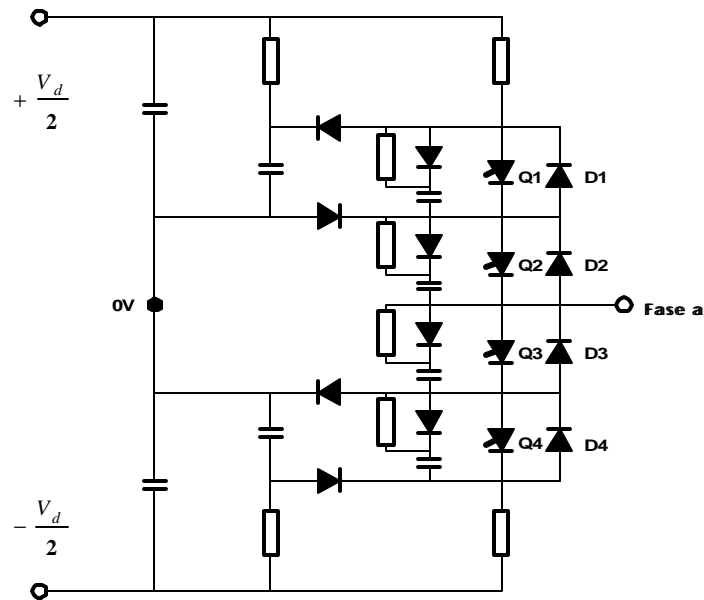 + V_d
2
Q1 D1
Q2 D2
0V
Fase a
Q3 D3
Q4 D4
− V_d
2